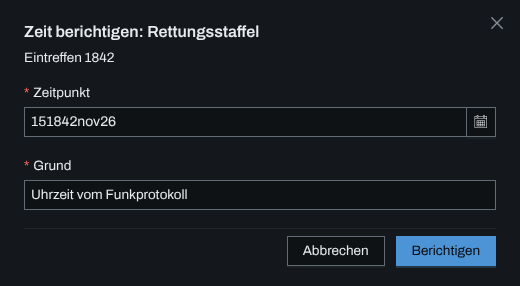 Zeit berichtigen: Rettungsstaffel
Eintreffen 1842
* Zeitpunkt
151842nov26
* Grund
Uhrzeit vom Funkprotokoll
Abbrechen
Berichtigen